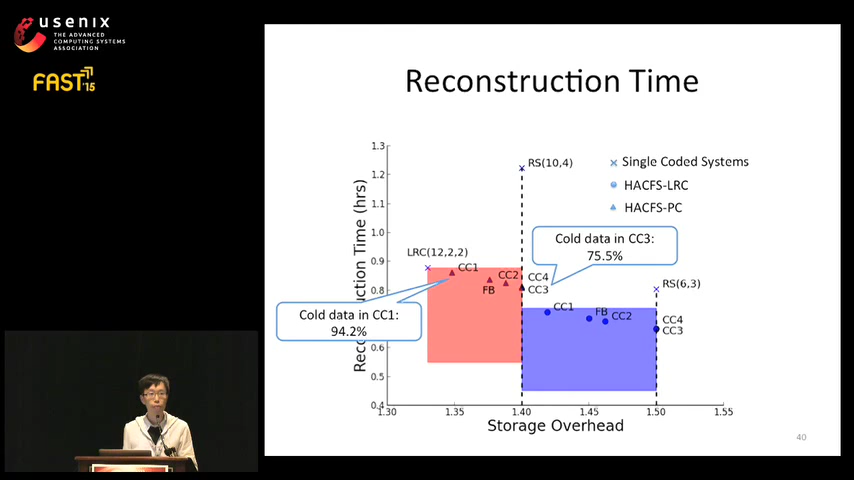 usenix
THE ADVANCED
COMPUTING SYSTEMS
ASSOCIATION
FAST'15
Reconstruction Time
1.3
1.2
1.1
1.0
0.9
0.8
0.6
0.5
0.4
1.30
1.35
1.40
1.45
1.50
1.55
Storage Overhead
Time (hrs)
RS(10,4)
Single Coded Systems
HACFS-LRC
HACFS-PC
LRC(12,2,2)
CC1
CC2
FB
CC4
CC3
Cold data in CC3:
75.5%
Cold data in CC1:
94.2%
RS(6,3)
CC1
FB
CC2
CC4
CC3
40